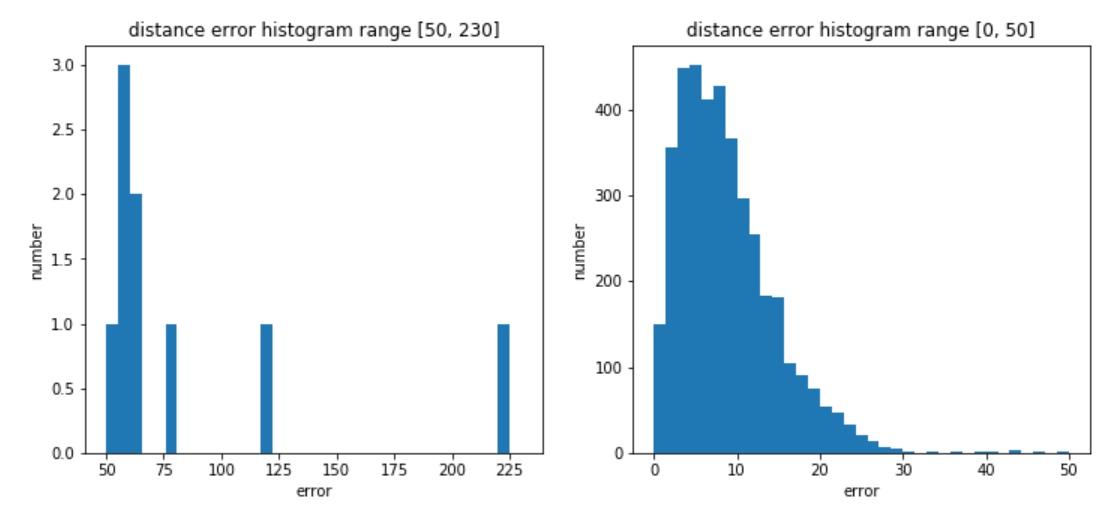 distance error histogram range [50, 230]
3.0
2.5
2.0
1.5
1.0
0.5
0.0
number
50 75 100 125 150 175 200 225
error
distance error histogram range [0, 50]
400
300
200
100
0
number
0 10 20 30 40 50
error